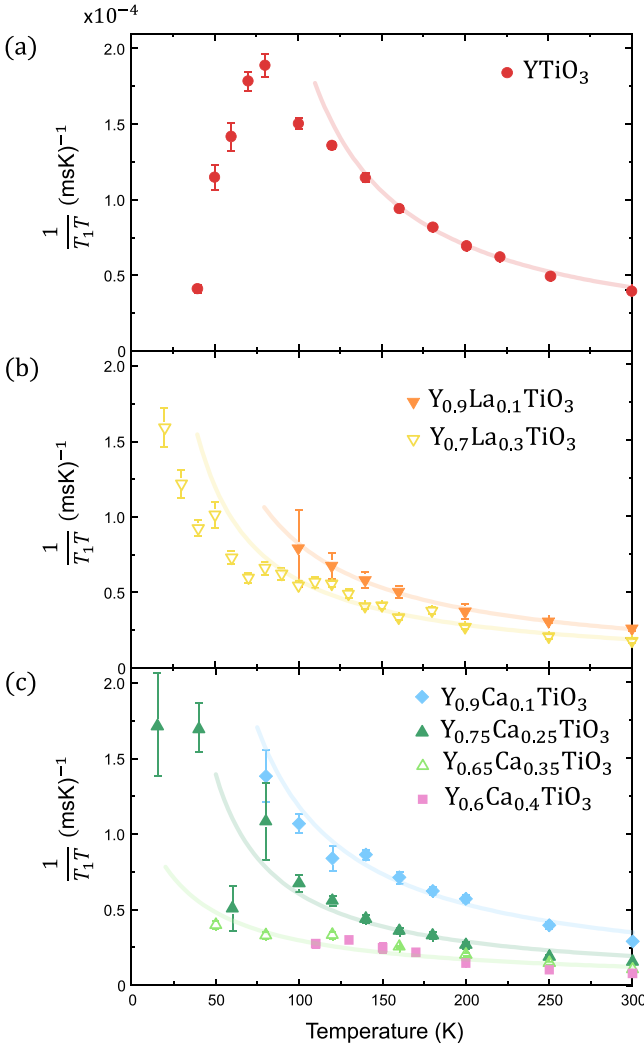 x10⁻⁴
(a)
2.0
YTiO₃
1.5
1/(T₁T) (msK)⁻¹
1.0
0.5
0
(b)
2.0
Y₀.₉La₀.₁TiO₃
Y₀.₇La₀.₃TiO₃
1.5
1/(T₁T) (msK)⁻¹
1.0
0.5
0
(c)
2.0
Y₀.₉Ca₀.₁TiO₃
Y₀.₇₅Ca₀.₂₅TiO₃
Y₀.₆₅Ca₀.₃₅TiO₃
Y₀.₆Ca₀.₄TiO₃
1.5
1/(T₁T) (msK)⁻¹
1.0
0.5
0
0 50 100 150 200 250 300
Temperature (K)